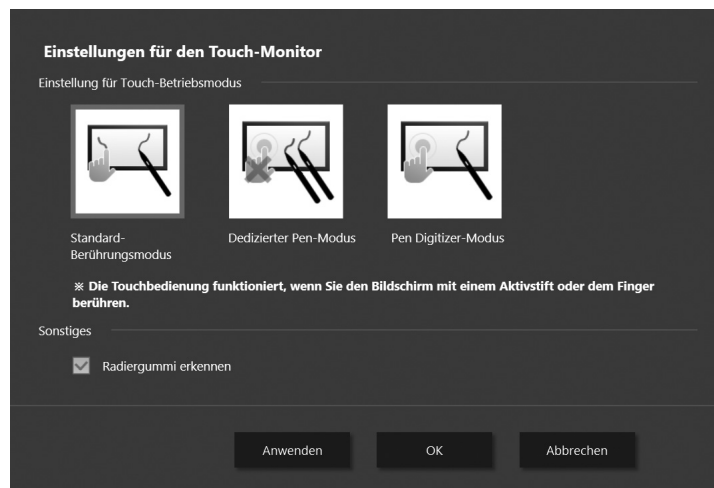 Einstellungen für den Touch-Monitor
Einstellung für Touch-Betriebsmodus
Standard-
Berührungsmodus
Dedizierter Pen-Modus
Pen Digitizer-Modus
※ Die Touchbedienung funktioniert, wenn Sie den Bildschirm mit einem Aktivstift oder dem Finger
berühren.
Sonstiges
Radiergummi erkennen
Anwenden
OK
Abbrechen